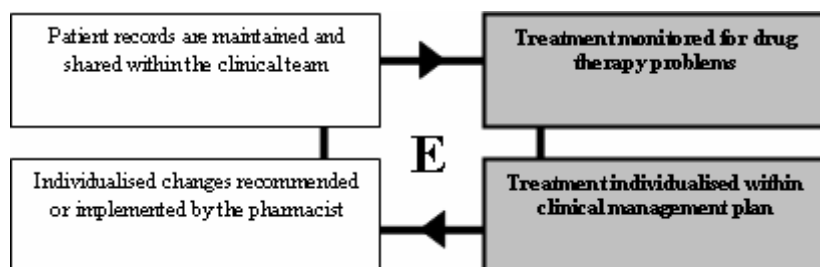 Patient records are maintained and
shared within the clinical team
Treatment monitored for drug
therapy problems
E
Individualised changes recommended
or implemented by the pharmacist
Treatment individualised within
clinical management plan